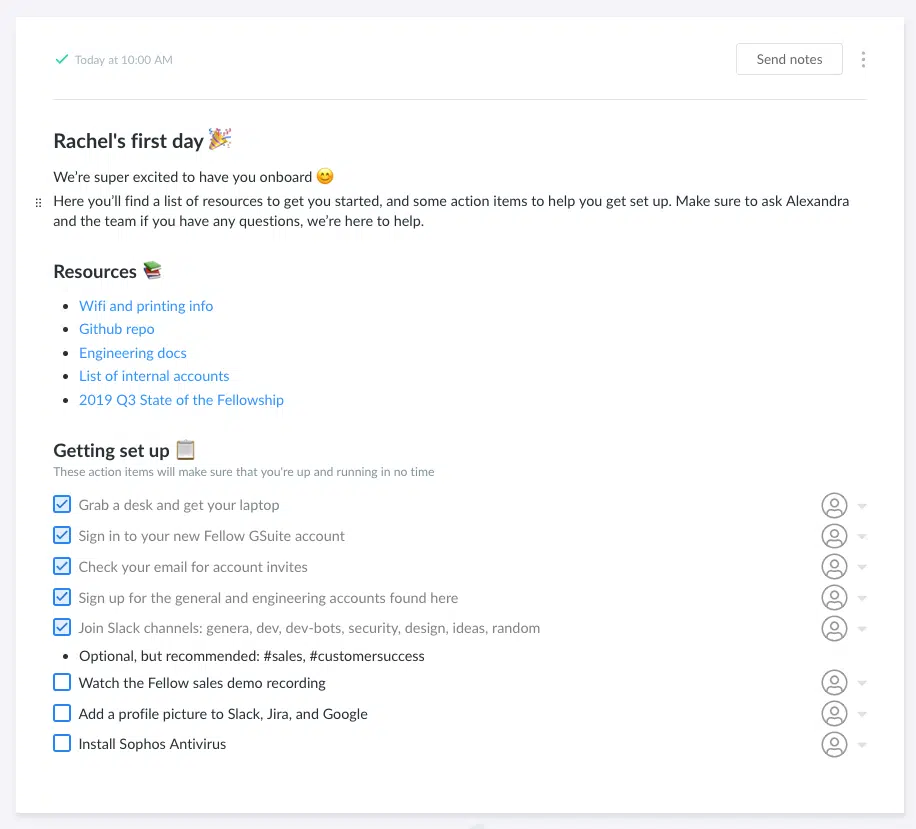 Today at 10:00 AM
Send notes
Rachel's first day 🎉
We're super excited to have you onboard 😊
Here you'll find a list of resources to get you started, and some action items to help you get set up. Make sure to ask Alexandra
and the team if you have any questions, we're here to help.
Resources 📚
Wifi and printing info
Github repo
Engineering docs
List of internal accounts
2019 Q3 State of the Fellowship
Getting set up 📋
These action items will make sure that you're up and running in no time
Grab a desk and get your laptop
Sign in to your new Fellow GSuite account
Check your email for account invites
Sign up for the general and engineering accounts found here
Join Slack channels: genera, dev, dev-bots, security, design, ideas, random
Optional, but recommended: #sales, #customersuccess
Watch the Fellow sales demo recording
Add a profile picture to Slack, Jira, and Google
Install Sophos Antivirus